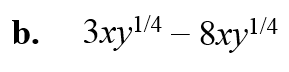 b. 3xy^{1/4} – 8xy^{1/4}